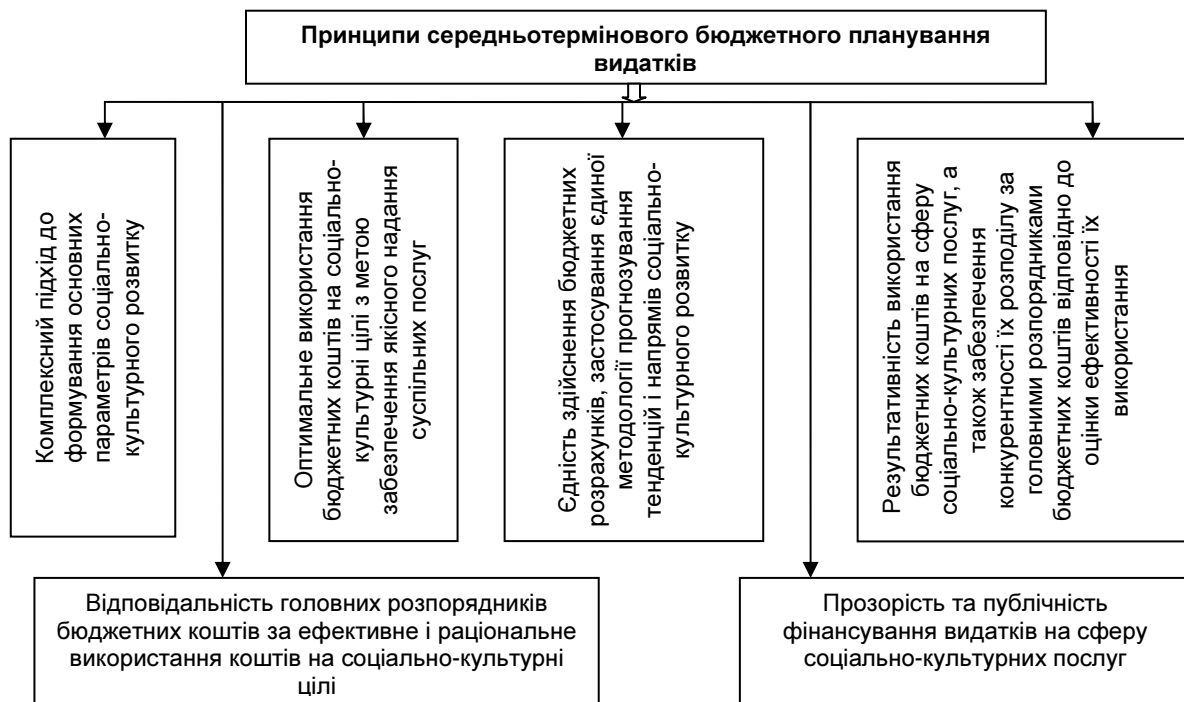 Принципи середньотермінового бюджетного планування
видатків
Комплексний підхід до
формування основних
параметрів соціально-
культурного розвитку
Оптимальне використання
бюджетних коштів на соціально-
культурні цілі з метою
забезпечення якісного надання
суспільних послуг
Єдність здійснення бюджетних
розрахунків, застосування єдиної
методології прогнозування
тенденцій і напрямів соціально-
культурного розвитку
Результативність використання
бюджетних коштів на сферу
соціально-культурних послуг, а
також забезпечення
конкурентності їх розподілу за
головними розпорядниками
бюджетних коштів відповідно до
оцінки ефективності їх
використання
Відповідальність головних розпорядників
бюджетних коштів за ефективне і раціональне
використання коштів на соціально-культурні
цілі
Прозорість та публічність
фінансування видатків на сферу
соціально-культурних послуг